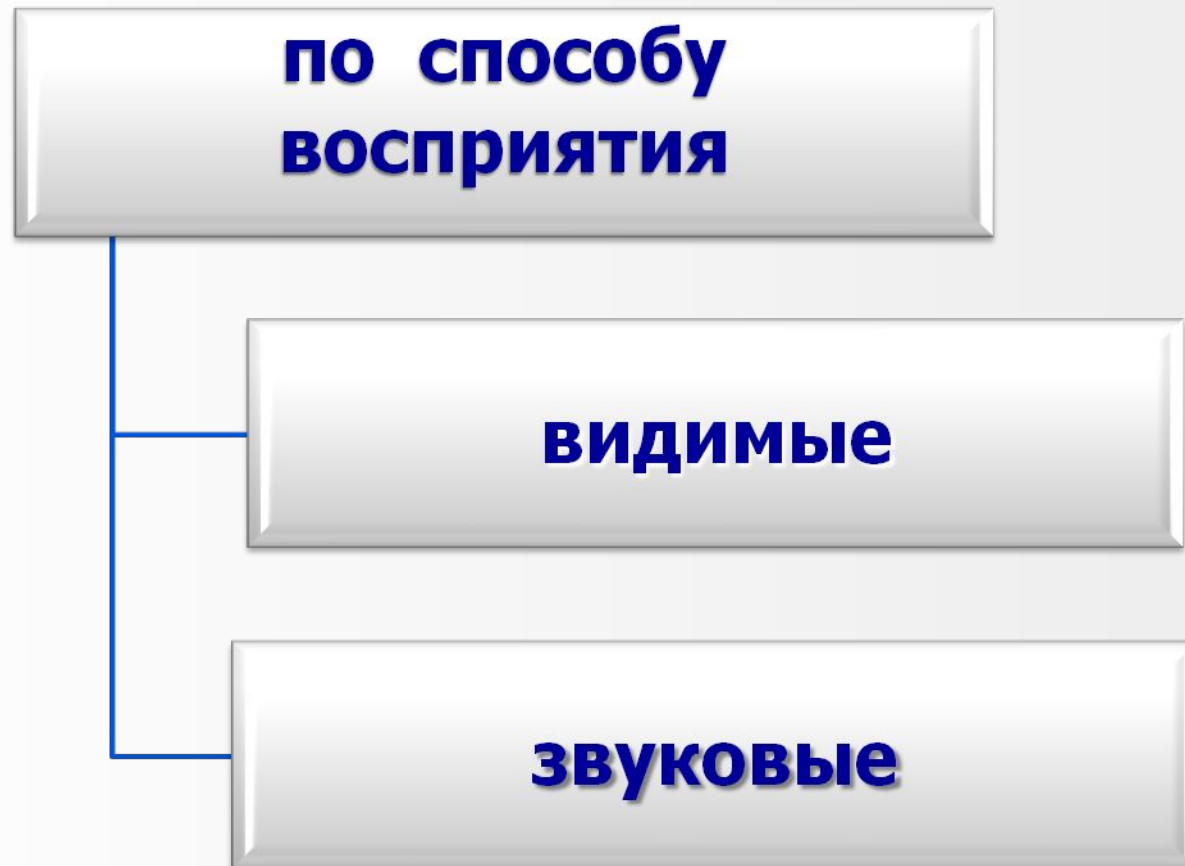 по способу
восприятия
видимые
звуковые